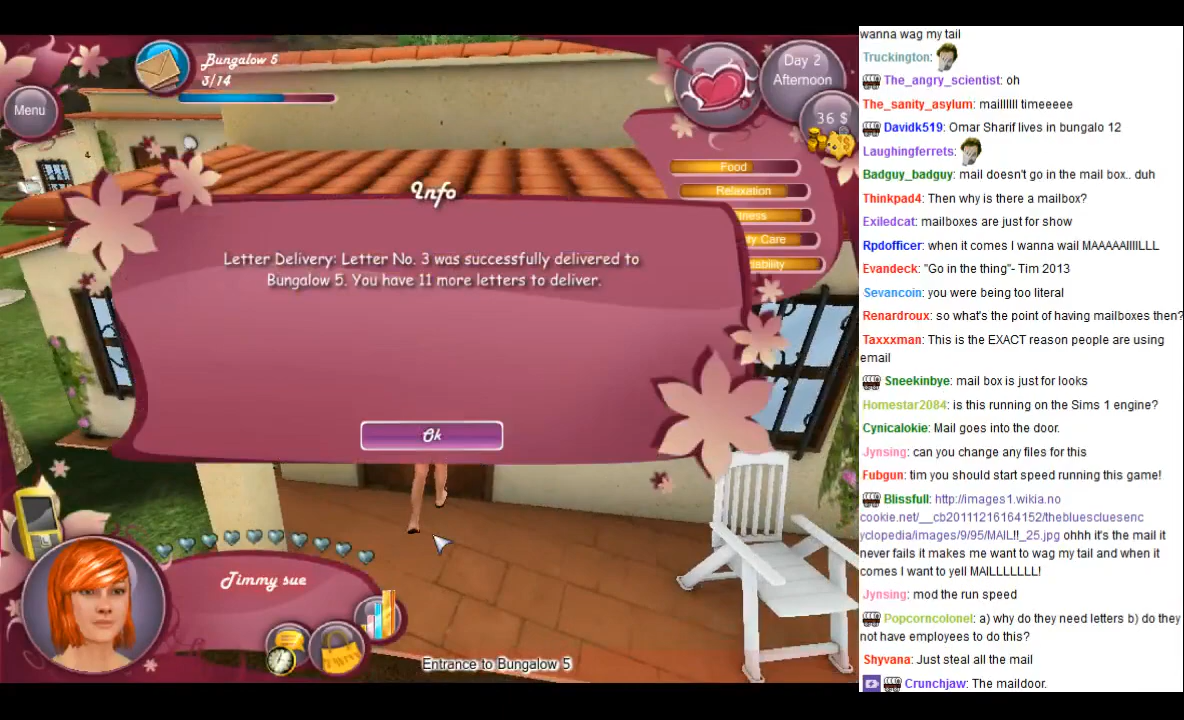 Bungalow 5
3/14
Menu
Day 2
Afternoon
36 $
Food
Relaxation
Info
Letter Delivery: Letter No. 3 was successfully delivered to
Bungalow 5. You have 11 more letters to deliver.
Ok
Timmy sue
Entrance to Bungalow 5
wanna wag my tail
Truckington:
The_angry_scientist: oh
The_sanity_asylum: mailllllll timeeeee
Davidk519: Omar Sharif lives in bungalo 12
Laughingferrets:
Badguy_badguy: mail doesn't go in the mail box.. duh
Thinkpad4: Then why is there a mailbox?
Exiledcat: mailboxes are just for show
Rpdofficer: when it comes I wanna wail MAAAAAIIIILLL
Evandeck: "Go in the thing"- Tim 2013
Sevancoin: you were being too literal
Renardroux: so what's the point of having mailboxes then?
Taxxxman: This is the EXACT reason people are using
email
Sneekinbye: mail box is just for looks
Homestar2084: is this running on the Sims 1 engine?
Cynicalokie: Mail goes into the door.
Jynsing: can you change any files for this
Fubgun: tim you should start speed running this game!
Blissfull: http://images1.wikia.no
cookie.net/__cb20111216164152/thebluescluesenc
yclopedia/images/9/95/MAIL!!_25.jpg ohhh it's the mail it
never fails it makes me want to wag my tail and when it
comes I want to yell MAILLLLLLL!
Jynsing: mod the run speed
Popcorncolonel: a) why do they need letters b) do they
not have employees to do this?
Shyvana: Just steal all the mail
Crunchjaw: The maildoor.